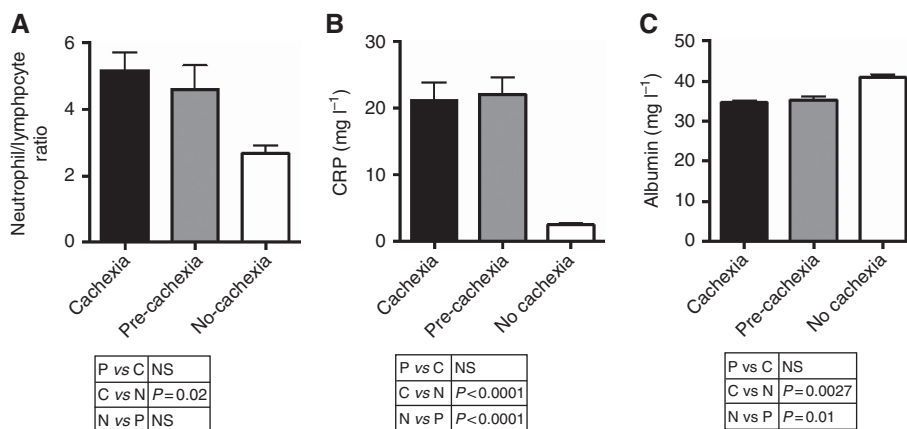 A
Neutrophil/lymphpcyte
ratio
6
4
2
0
Cachexia
Pre-cachexia
No-cachexia
P vs C NS
C vs N P=0.02
N vs P NS
B
CRP (mg l−1)
30
20
10
0
Cachexia
Pre-cachexia
No cachexia
P vs C NS
C vs N P<0.0001
N vs P P<0.0001
C
Albumin (mg l−1)
50
40
30
20
10
0
Cachexia
Pre-cachexia
No cachexia
P vs C NS
C vs N P=0.0027
N vs P P=0.01